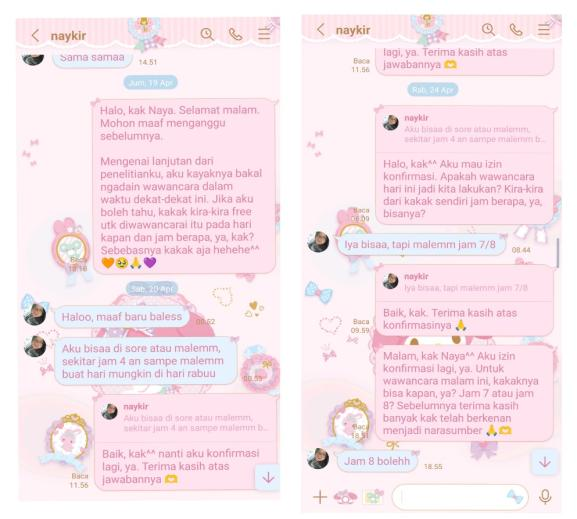 naykir
Sama samaa
14.51
Jum, 19 Apr
Halo, kak Naya. Selamat malam.
Mohon maaf menganggu
sebelumnya.
Mengenai lanjutan dari
penelitianku, aku kayaknya bakal
ngadain wawancara dalam
waktu dekat-dekat ini. Jika aku
boleh tahu, kakak kira-kira free
utk diwawancarai itu pada hari
kapan dan jam berapa, ya, kak?
Sebebasnya kakak aja hehehe^^
🧡🥹🙏💜
Baca
Sab, 20 Apr
Haloo, maaf baru baless
00.52
Aku bisaa di sore atau malemm,
sekitar jam 4 an sampe malemm
buat hari mungkin di hari rabuu
00.53
naykir
Aku bisaa di sore atau malemm,
sekitar jam 4 an sampe malemm b...
Baik, kak^^ nanti aku konfirmasi
lagi, ya. Terima kasih atas
jawabannya 🫶
Baca
11.56
naykir
lagi, ya. Terima kasih atas
jawabannya 🫶
Baca
11.56
Rab, 24 Apr
naykir
Aku bisaa di sore atau malemm,
sekitar jam 4 an sampe malemm b...
Halo, kak^^ Aku mau izin
konfirmasi. Apakah wawancara
hari ini jadi kita lakukan? Kira-kira
dari kakak sendiri jam berapa, ya,
bisanya?
Baca
06.09
Iya bisaa, tapi malemm jam 7/8
08.44
naykir
Iya bisaa, tapi malemm jam 7/8
Baik, kak. Terima kasih atas
konfirmasinya 🙏
Baca
09.59
Malam, kak Naya^^ Aku izin
konfirmasi lagi, ya. Untuk
wawancara malam ini, kakaknya
bisa kapan, ya? Jam 7 atau jam
8? Sebelumnya terima kasih
banyak kak telah berkenan
menjadi narasumber 🙏🫶
Baca
18.51
Jam 8 bolehh
18.55